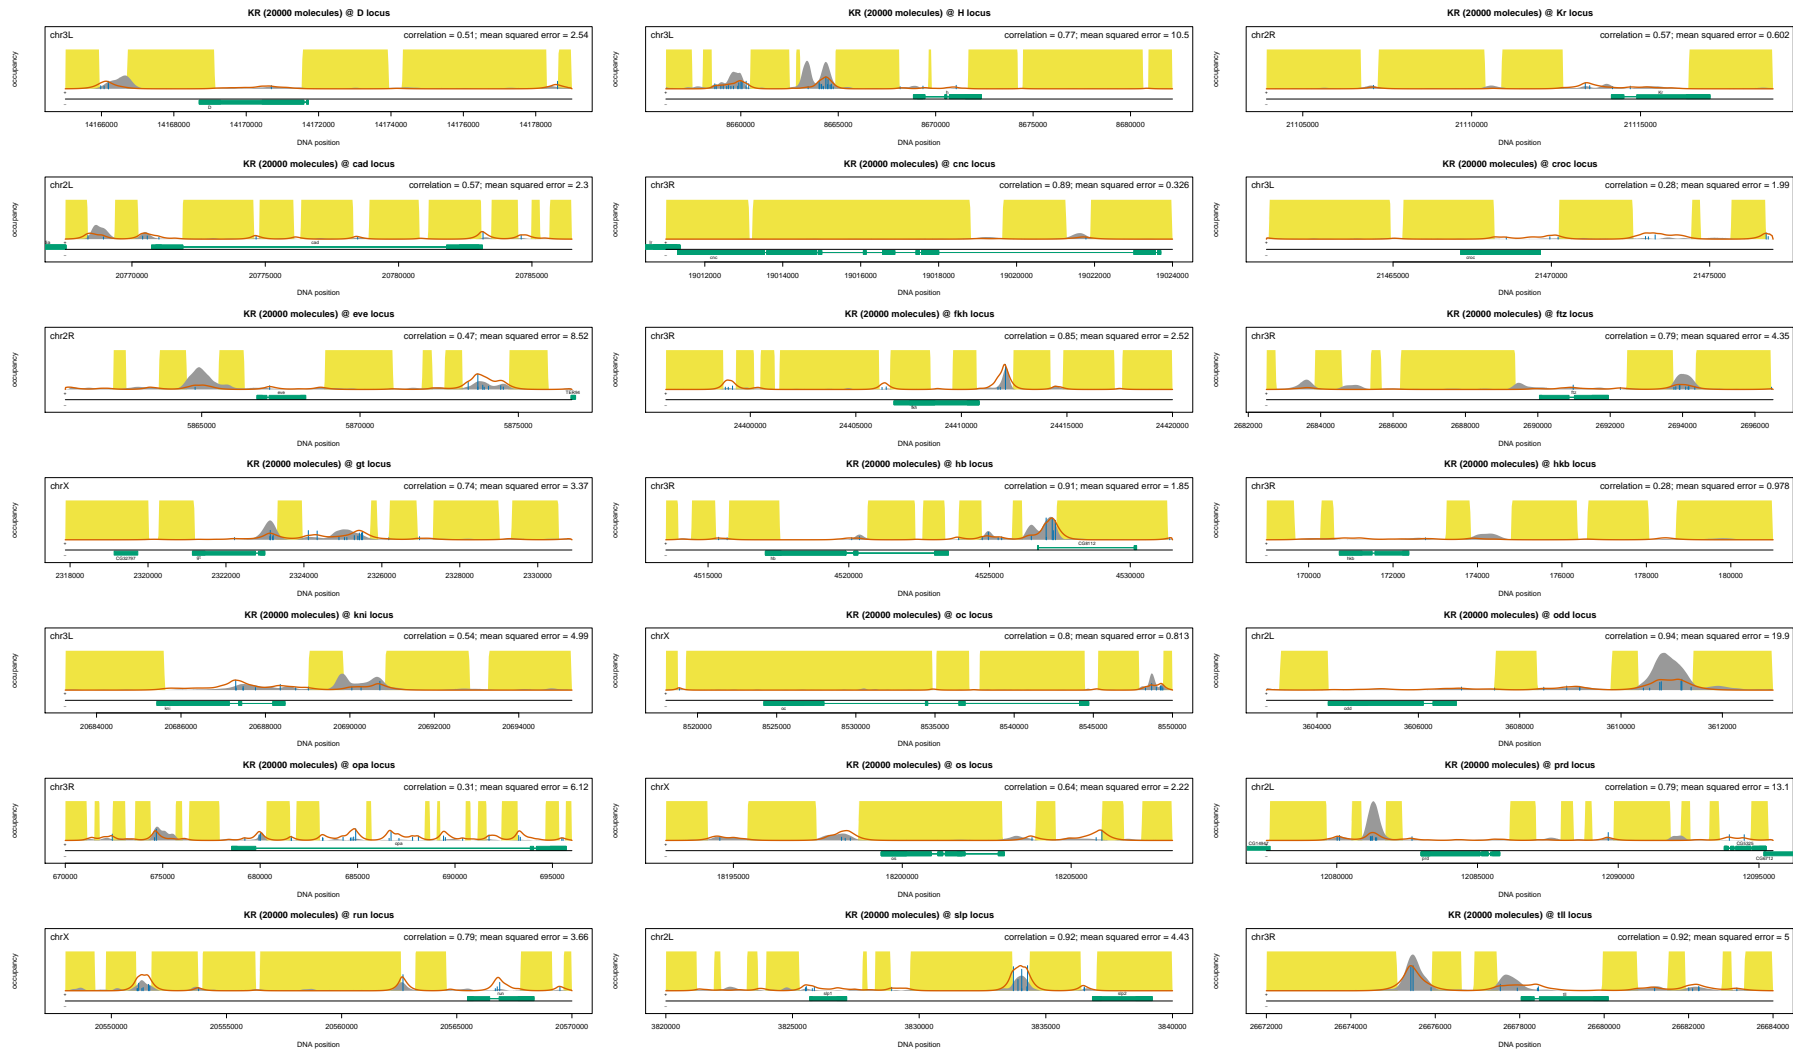 KR (20000 molecules) @ D locus
chr3L
correlation = 0.51; mean squared error = 2.54
occupancy
D
14166000 14168000 14170000 14172000 14174000 14176000 14178000
DNA position
KR (20000 molecules) @ H locus
chr3L
correlation = 0.77; mean squared error = 10.5
occupancy
8660000 8665000 8670000 8675000 8680000
DNA position
KR (20000 molecules) @ Kr locus
chr2R
correlation = 0.57; mean squared error = 0.602
occupancy
21105000 21110000 21115000
DNA position
KR (20000 molecules) @ cad locus
chr2L
correlation = 0.57; mean squared error = 2.3
occupancy
cad
20770000 20775000 20780000 20785000
DNA position
KR (20000 molecules) @ cnc locus
chr3R
correlation = 0.89; mean squared error = 0.326
occupancy
cnc
19012000 19014000 19016000 19018000 19020000 19022000 19024000
DNA position
KR (20000 molecules) @ croc locus
chr3L
correlation = 0.28; mean squared error = 1.99
occupancy
croc
21465000 21470000 21475000
DNA position
KR (20000 molecules) @ eve locus
chr2R
correlation = 0.47; mean squared error = 8.52
occupancy
eve
5865000 5870000 5875000
DNA position
KR (20000 molecules) @ fkh locus
chr3R
correlation = 0.85; mean squared error = 2.52
occupancy
fkh
24400000 24405000 24410000 24415000 24420000
DNA position
KR (20000 molecules) @ ftz locus
chr3R
correlation = 0.79; mean squared error = 4.35
occupancy
ftz
2682000 2684000 2686000 2688000 2690000 2692000 2694000 2696000
DNA position
KR (20000 molecules) @ gt locus
chrX
correlation = 0.74; mean squared error = 3.37
occupancy
CG32797
2318000 2320000 2322000 2324000 2326000 2328000 2330000
DNA position
KR (20000 molecules) @ hb locus
chr3R
correlation = 0.91; mean squared error = 1.85
occupancy
hb
CG8112
4515000 4520000 4525000 4530000
DNA position
KR (20000 molecules) @ hkb locus
chr3R
correlation = 0.28; mean squared error = 0.978
occupancy
hkb
170000 172000 174000 176000 178000 180000
DNA position
KR (20000 molecules) @ kni locus
chr3L
correlation = 0.54; mean squared error = 4.99
occupancy
kni
20684000 20686000 20688000 20690000 20692000 20694000
DNA position
KR (20000 molecules) @ oc locus
chrX
correlation = 0.8; mean squared error = 0.813
occupancy
oc
8520000 8525000 8530000 8535000 8540000 8545000 8550000
DNA position
KR (20000 molecules) @ odd locus
chr2L
correlation = 0.94; mean squared error = 19.9
occupancy
odd
3604000 3606000 3608000 3610000 3612000
DNA position
KR (20000 molecules) @ opa locus
chr3R
correlation = 0.31; mean squared error = 6.12
occupancy
opa
670000 675000 680000 685000 690000 695000
DNA position
KR (20000 molecules) @ os locus
chrX
correlation = 0.64; mean squared error = 2.22
occupancy
os
18195000 18200000 18205000
DNA position
KR (20000 molecules) @ prd locus
chr2L
correlation = 0.79; mean squared error = 13.1
occupancy
prd
12080000 12085000 12090000 12095000
DNA position
KR (20000 molecules) @ run locus
chrX
correlation = 0.79; mean squared error = 3.66
occupancy
run
20550000 20555000 20560000 20565000 20570000
DNA position
KR (20000 molecules) @ slp locus
chr2L
correlation = 0.92; mean squared error = 4.43
occupancy
slp1
slp2
3820000 3825000 3830000 3835000 3840000
DNA position
KR (20000 molecules) @ tll locus
chr3R
correlation = 0.92; mean squared error = 5
occupancy
tll
26672000 26674000 26676000 26678000 26680000 26682000 26684000
DNA position